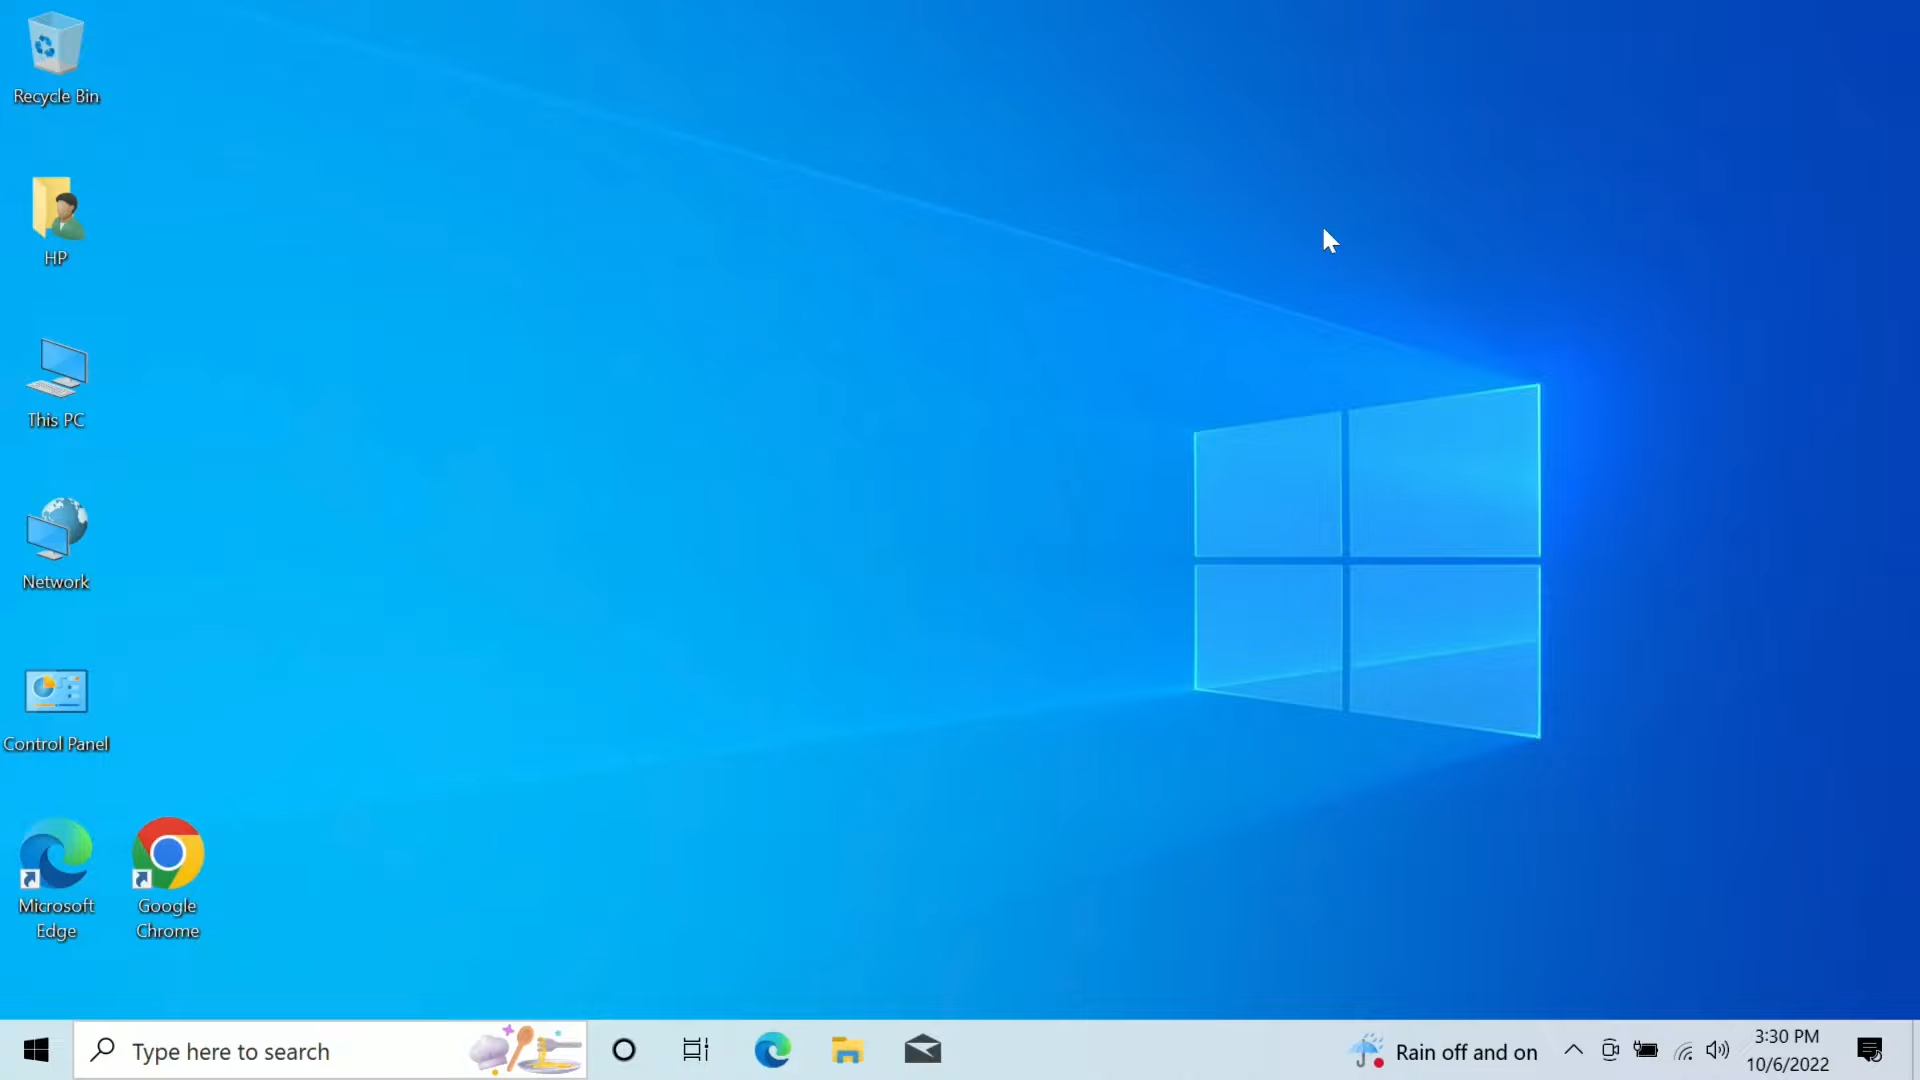 Recycle Bin
HP
This PC
Network
Control Panel
Microsoft
Edge
Google
Chrome
Type here to search
Rain off and on
3:30 PM
10/6/2022